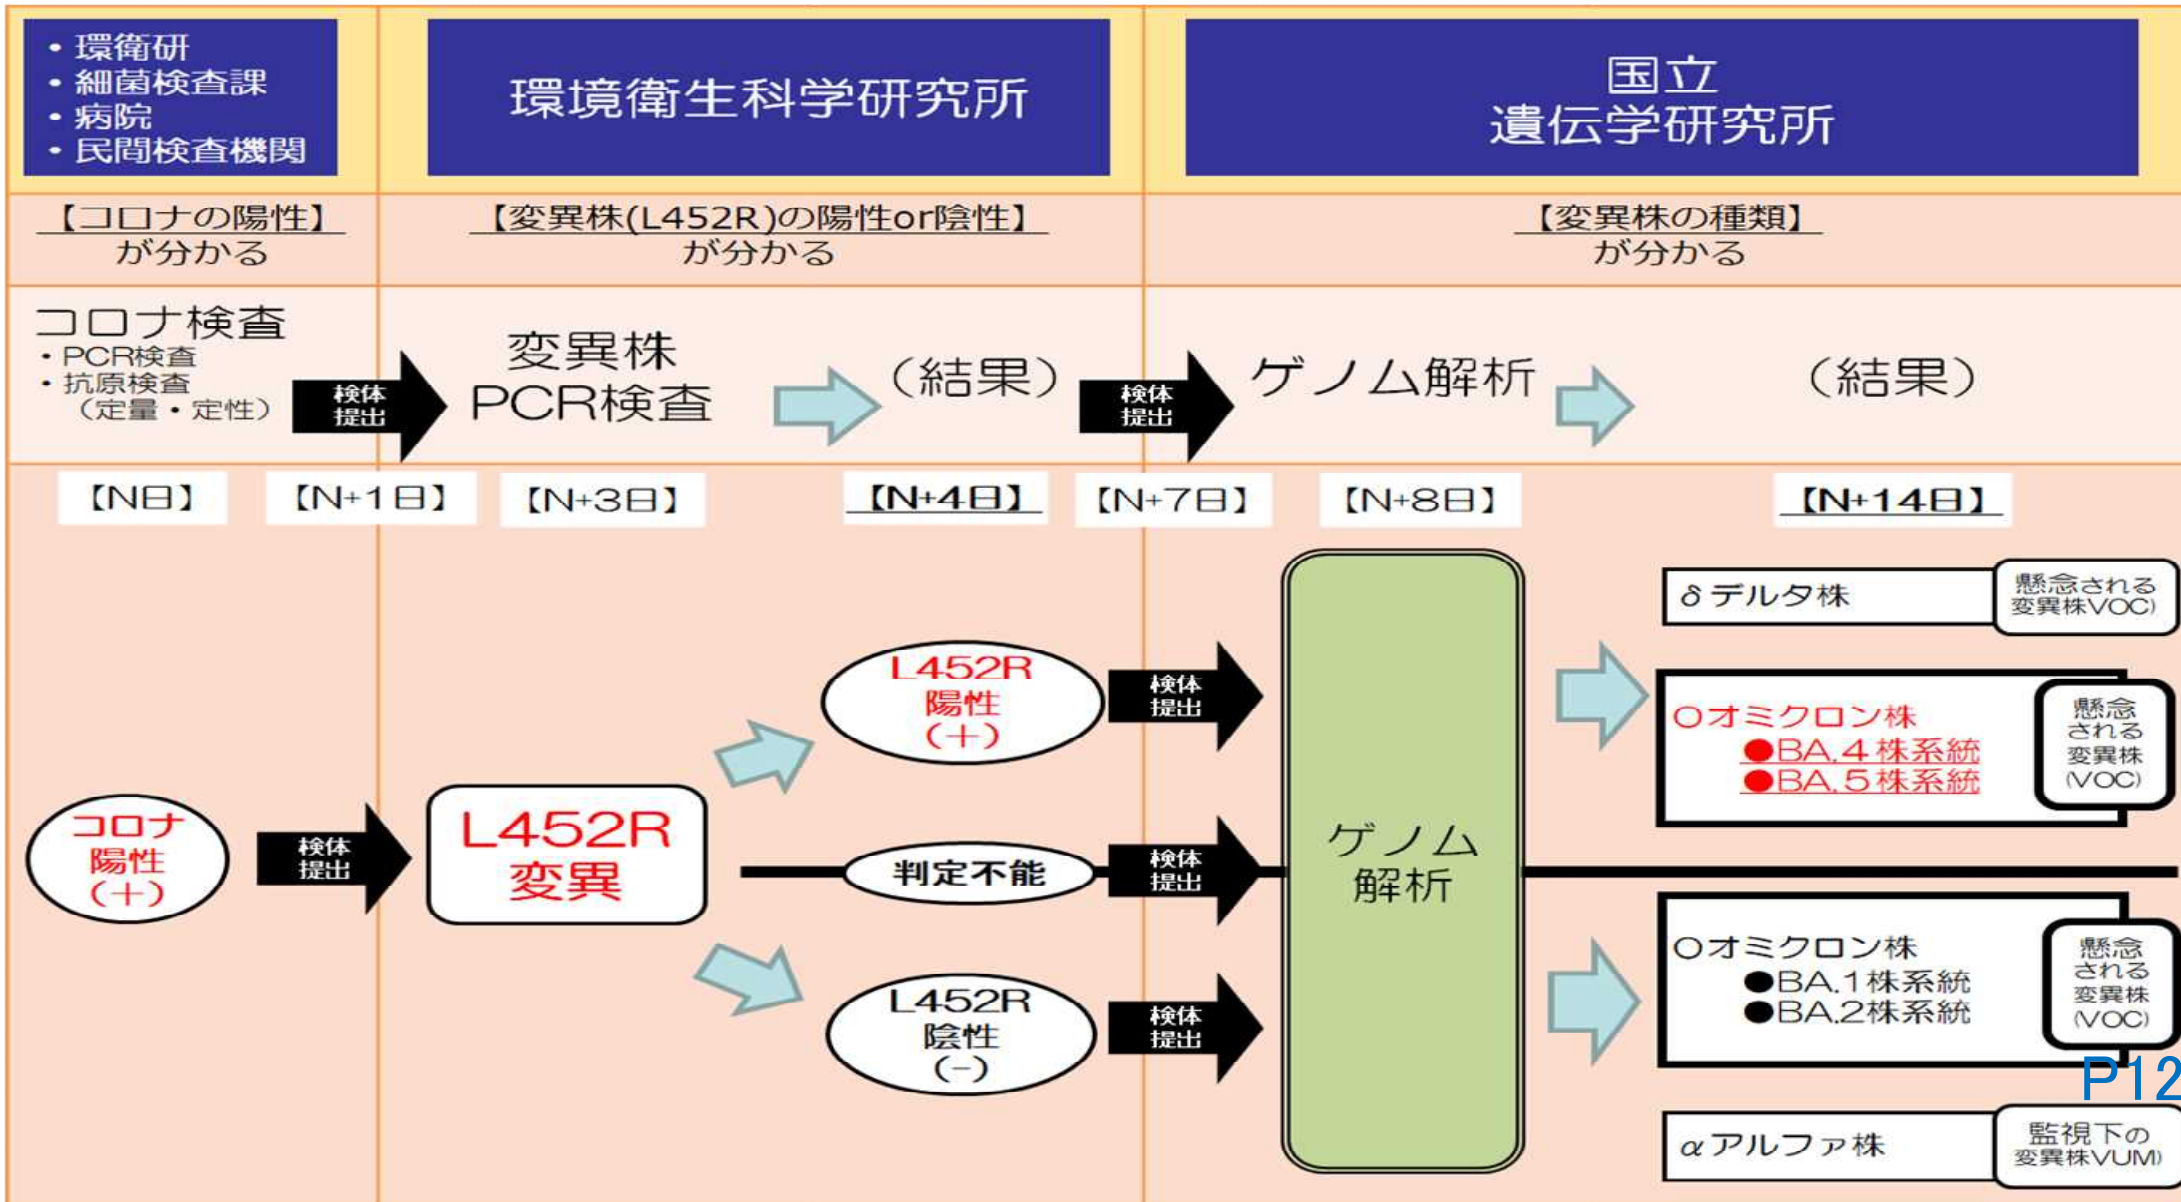 ・環衛研
・細菌検査課
・病院
・民間検査機関
環境衛生科学研究所
国立
遺伝学研究所
【コロナの陽性】
が分かる
【変異株(L452R)の陽性or陰性】
が分かる
【変異株の種類】
が分かる
コロナ検査
・PCR検査
・抗原検査
（定量・定性）
検体
提出
変異株
PCR検査
（結果）
検体
提出
ゲノム解析
（結果）
【N日】
【N+1日】
【N+3日】
【N+4日】
【N+7日】
【N+8日】
【N+14日】
コロナ
陽性
（＋）
検体
提出
L452R
変異
L452R
陽性
（＋）
検体
提出
判定不能
検体
提出
L452R
陰性
（-）
検体
提出
ゲノム
解析
δデルタ株
懸念される
変異株VOC)
〇オミクロン株
●BA.4株系統
●BA.5株系統
懸念
される
変異株
(VOC)
〇オミクロン株
●BA.1株系統
●BA.2株系統
懸念
される
変異株
(VOC)
P12
αアルファ株
監視下の
変異株VUM)